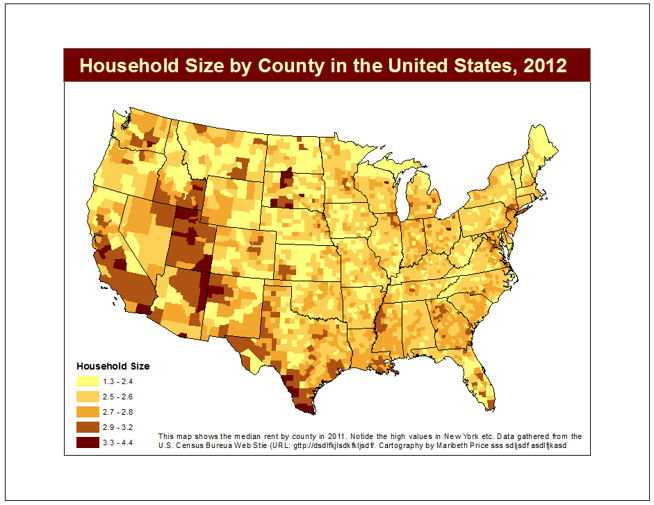 Household Size by County in the United States, 2012
Household Size
1.3 - 2.4
2.5 - 2.6
2.7 - 2.8
2.9 - 3.2
3.3 - 4.4
This map shows the median rent by county in 2011. Notide the high values in New York etc. Data gathered from the
U.S. Census Bureua Web Stie (URL: gttp://dsdlfkjlsdkfkljsdf/. Cartography by Maribeth Price sss sdljsdf asdlfjkasd